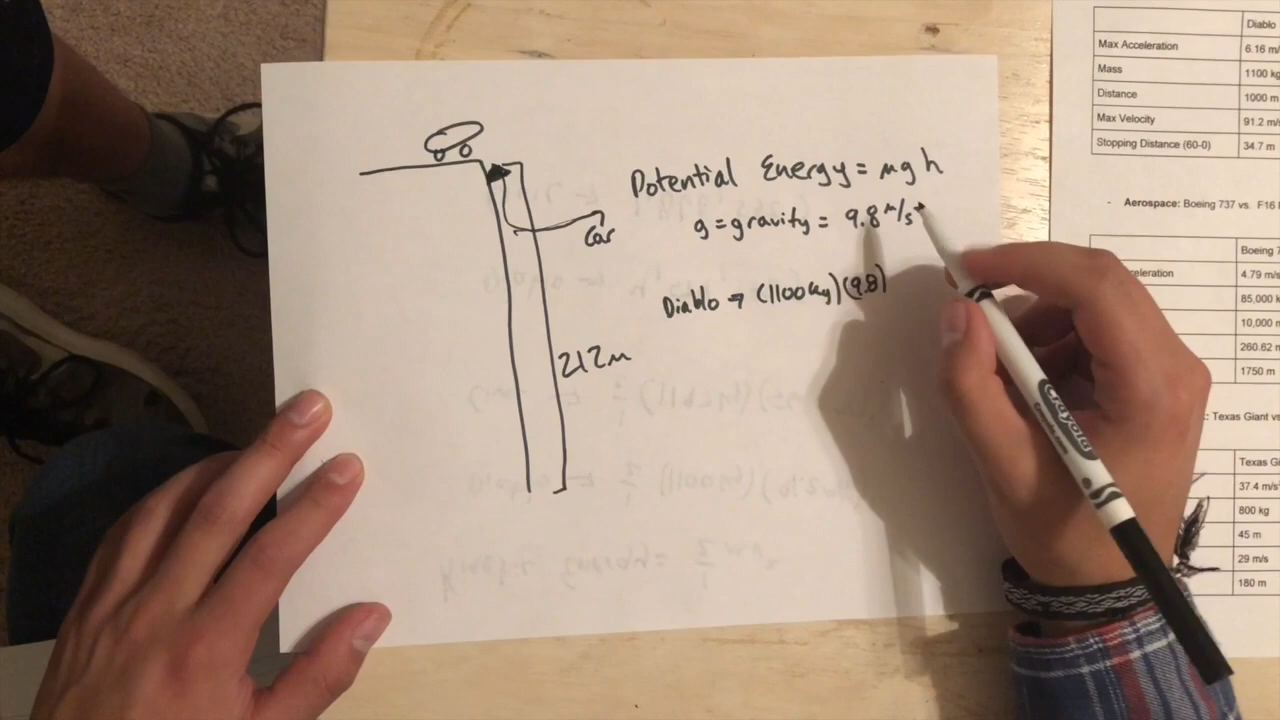 Potential Energy = mgh
g = gravity = 9.8 m/s
Car
Diablo → (1100kg)(9.8)
212m
Crayola
Diablo
Max Acceleration 6.16 m/
Mass 1100 kg
Distance 1000 m
Max Velocity 91.2 m/s
Stopping Distance (60-0) 34.7 m
- Aerospace: Boeing 737 vs. F16
Boeing 7
celeration 4.79 m/s
85,000 k
10,000 m
260.62 m
1750 m
: Texas Giant vs
Texas Gi
37.4 m/s
800 kg
45 m
29 m/s
180 m